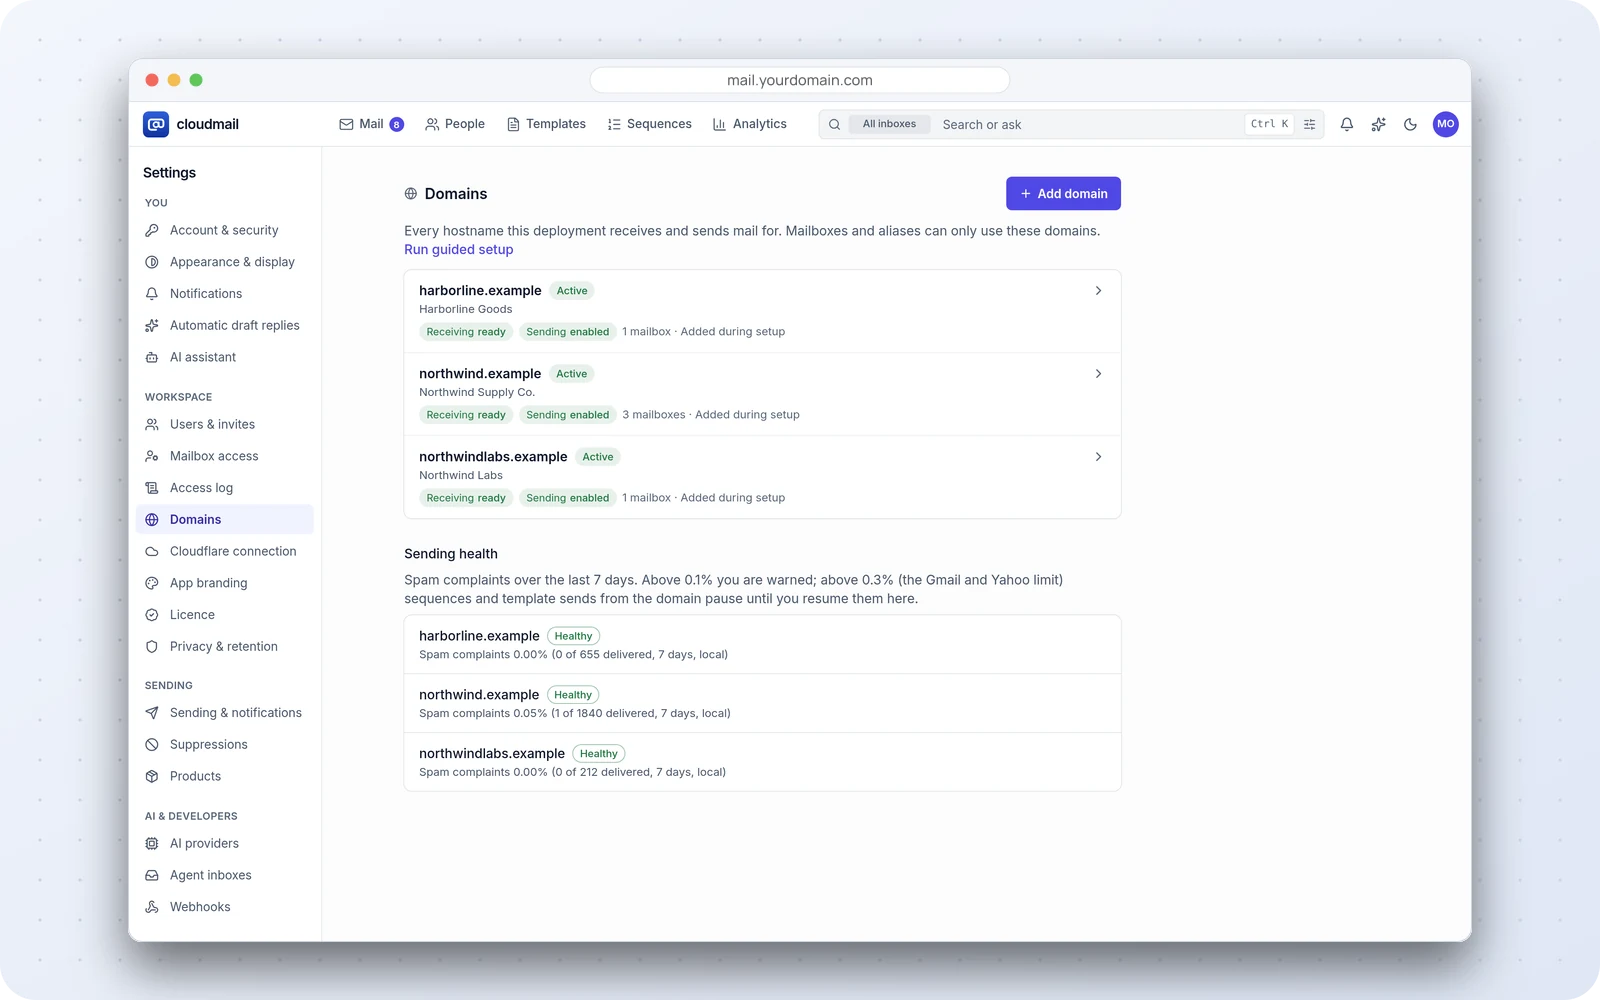 mail.yourdomain.com
cloudmail
Mail 8
People
Templates
Sequences
Analytics
All inboxes
Search or ask
Ctrl K
MO
Settings
YOU
Account & security
Appearance & display
Notifications
Automatic draft replies
AI assistant
WORKSPACE
Users & invites
Mailbox access
Access log
Domains
Cloudflare connection
App branding
Licence
Privacy & retention
SENDING
Sending & notifications
Suppressions
Products
AI & DEVELOPERS
AI providers
Agent inboxes
Webhooks
Domains
+ Add domain
Every hostname this deployment receives and sends mail for. Mailboxes and aliases can only use these domains.
Run guided setup
harborline.example Active
Harborline Goods
Receiving ready Sending enabled 1 mailbox · Added during setup
northwind.example Active
Northwind Supply Co.
Receiving ready Sending enabled 3 mailboxes · Added during setup
northwindlabs.example Active
Northwind Labs
Receiving ready Sending enabled 1 mailbox · Added during setup
Sending health
Spam complaints over the last 7 days. Above 0.1% you are warned; above 0.3% (the Gmail and Yahoo limit)
sequences and template sends from the domain pause until you resume them here.
harborline.example Healthy
Spam complaints 0.00% (0 of 655 delivered, 7 days, local)
northwind.example Healthy
Spam complaints 0.05% (1 of 1840 delivered, 7 days, local)
northwindlabs.example Healthy
Spam complaints 0.00% (0 of 212 delivered, 7 days, local)